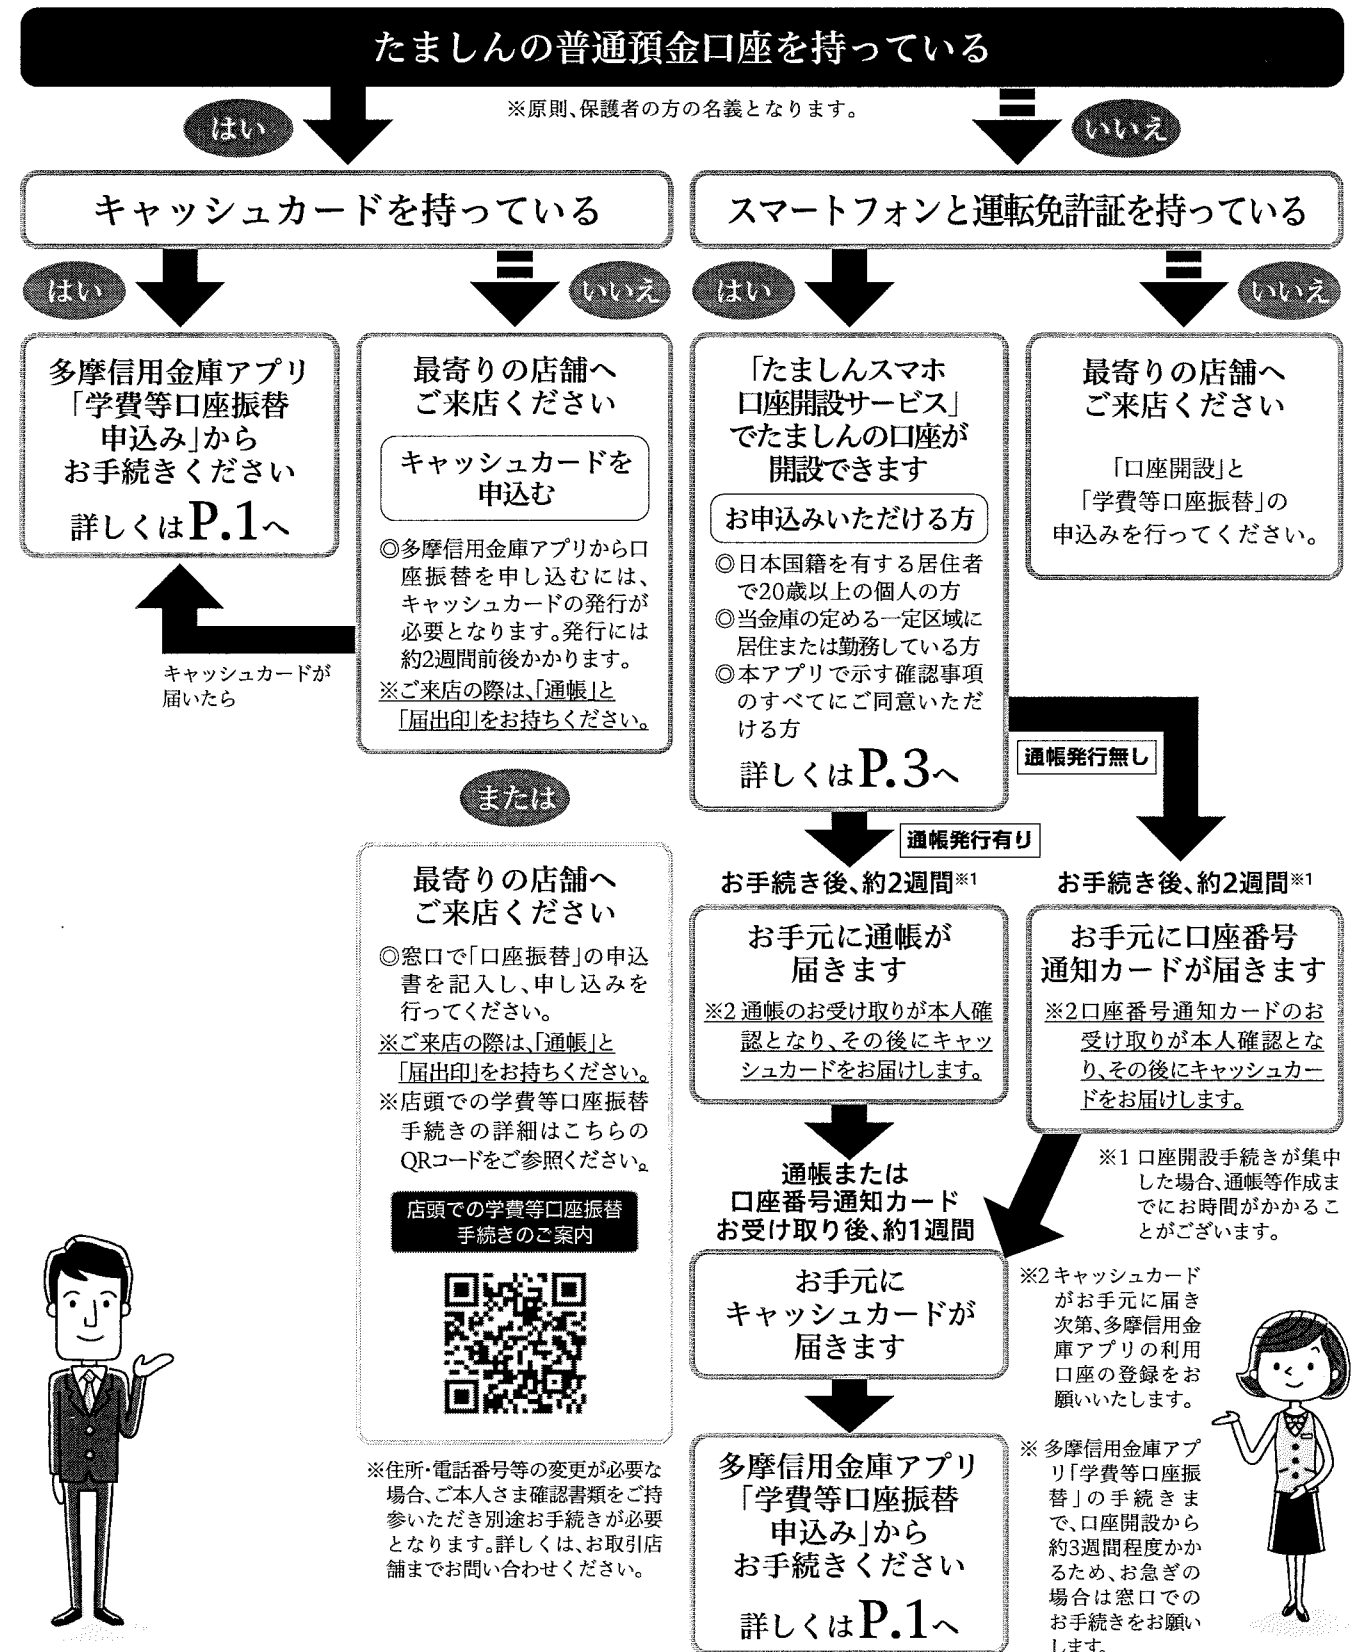 たましんの普通預金口座を持っている
はい
※原則、保護者の方の名義となります。
いいえ
キャッシュカードを持っている
スマートフォンと運転免許証を持っている
はい
いいえ
はい
いいえ
多摩信用金庫アプリ
「学費等口座振替
申込み」から
お手続きください
詳しくはP.1へ
最寄りの店舗へ
ご来店ください
キャッシュカードを
申込む
◎多摩信用金庫アプリから口
座振替を申し込むには、
キャッシュカードの発行が
必要となります。発行には
約2週間前後かかります。
※ご来店の際は、「通帳」と
「届出印」をお持ちください。
キャッシュカードが
届いたら
「たましんスマホ
口座開設サービス」
でたましんの口座が
開設できます
お申込みいただける方
◎日本国籍を有する居住者
で20歳以上の個人の方
◎当金庫の定める一定区域に
居住または勤務している方
◎本アプリで示す確認事項
のすべてにご同意いただ
ける方
詳しくはP.3へ
最寄りの店舗へ
ご来店ください
「口座開設」と
「学費等口座振替」の
申込みを行ってください。
または
最寄りの店舗へ
ご来店ください
◎窓口で「口座振替」の申込
書を記入し、申し込みを
行ってください。
※ご来店の際は、「通帳」と
「届出印」をお持ちください。
※店頭での学費等口座振替
手続きの詳細はこちらの
QRコードをご参照ください。
店頭での学費等口座振替
手続きのご案内
※住所・電話番号等の変更が必要な
場合、ご本人さま確認書類をご持
参いただき別途お手続きが必要
となります。詳しくは、お取引店
舗までお問い合わせください。
通帳発行無し
通帳発行有り
お手続き後、約2週間※1
お手続き後、約2週間※1
お手元に通帳が
届きます
※2 通帳のお受け取りが本人確
認となり、その後にキャッ
シュカードをお届けします。
お手元に口座番号
通知カードが届きます
※2口座番号通知カードのお
受け取りが本人確認とな
り、その後にキャッシュカー
ドをお届けします。
通帳または
口座番号通知カード
お受け取り後、約1週間
※1 口座開設手続きが集中
した場合、通帳等作成ま
でにお時間がかかるこ
とがございます。
お手元に
キャッシュカードが
届きます
※2キャッシュカード
がお手元に届き
次第、多摩信用金
庫アプリの利用
口座の登録をお
願いいたします。
多摩信用金庫アプリ
「学費等口座振替
申込み」から
お手続きください
詳しくはP.1へ
※ 多摩信用金庫アプ
リ「学費等口座振
替」の手続きま
で、口座開設から
約3週間程度かか
るため、お急ぎの
場合は窓口での
お手続きをお願い
します。